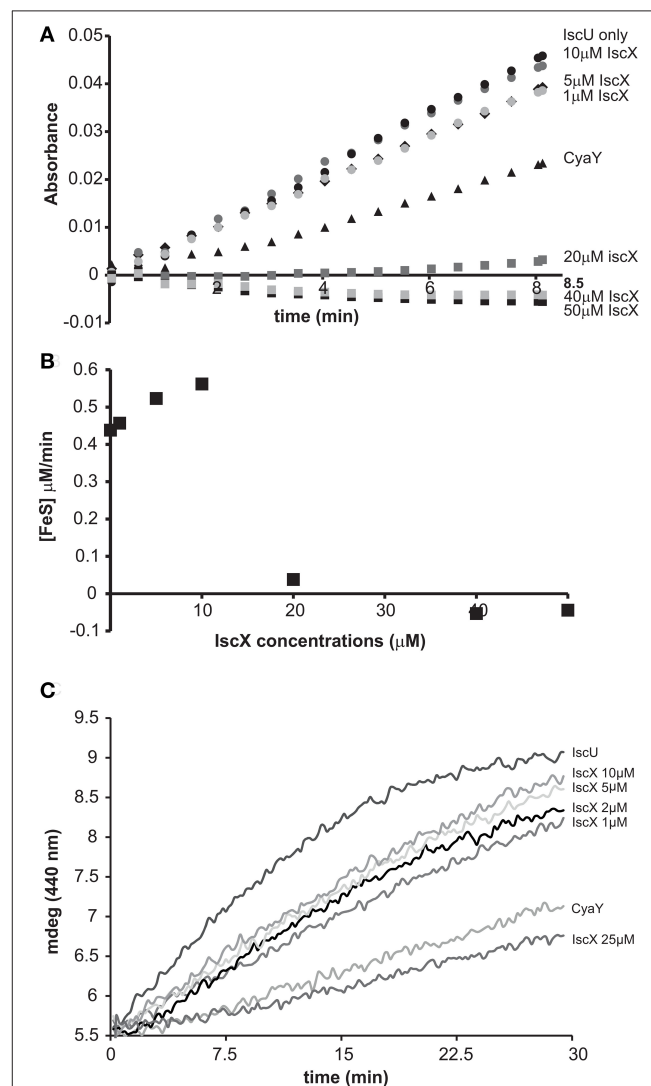 A
0.05
0.04
0.03
0.02
0.01
0
-0.01
Absorbance
2
4
6
8
8.5
time (min)
IscU only
10μM IscX
5μM IscX
1μM IscX
CyaY
20μM iscX
40μM IscX
50μM IscX
B
0.6
0.5
0.4
0.3
0.2
0.1
0
-0.1
[FeS] μM/min
0
10
20
30
40
50
IscX concentrations (μM)
C
9.5
9
8.5
8
7.5
7
6.5
6
5.5
mdeg (440 nm)
0
7.5
15
22.5
30
time (min)
IscU
IscX 10μM
IscX 5μM
IscX 2μM
IscX 1μM
CyaY
IscX 25μM